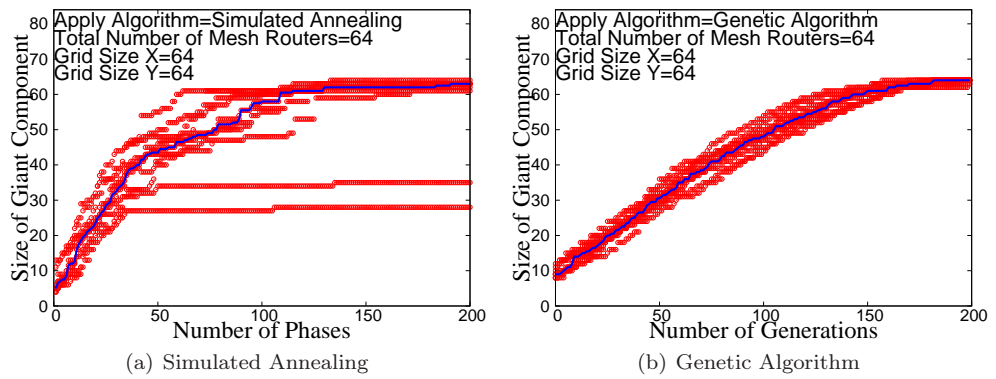 Apply Algorithm=Simulated Annealing
Total Number of Mesh Routers=64
Grid Size X=64
Grid Size Y=64
Size of Giant Component
80
70
60
50
40
30
20
10
0
0
50
100
150
200
Number of Phases
(a) Simulated Annealing
Apply Algorithm=Genetic Algorithm
Total Number of Mesh Routers=64
Grid Size X=64
Grid Size Y=64
Size of Giant Component
80
70
60
50
40
30
20
10
0
0
50
100
150
200
Number of Generations
(b) Genetic Algorithm